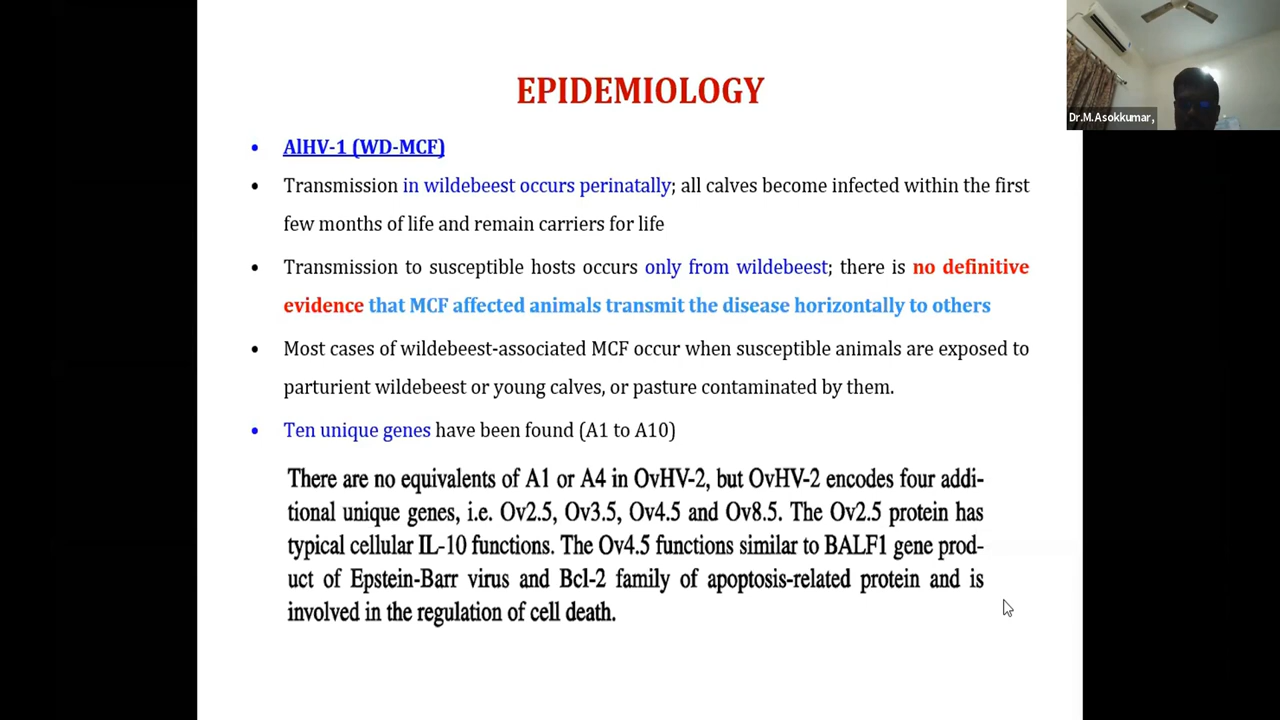 EPIDEMIOLOGY
Dr.M.Asokkumar,
• AlHV-1 (WD-MCF)
• Transmission in wildebeest occurs perinatally; all calves become infected within the first
few months of life and remain carriers for life
• Transmission to susceptible hosts occurs only from wildebeest; there is no definitive
evidence that MCF affected animals transmit the disease horizontally to others
• Most cases of wildebeest-associated MCF occur when susceptible animals are exposed to
parturient wildebeest or young calves, or pasture contaminated by them.
• Ten unique genes have been found (A1 to A10)
There are no equivalents of A1 or A4 in OvHV-2, but OvHV-2 encodes four addi-
tional unique genes, i.e. Ov2.5, Ov3.5, Ov4.5 and Ov8.5. The Ov2.5 protein has
typical cellular IL-10 functions. The Ov4.5 functions similar to BALF1 gene prod-
uct of Epstein-Barr virus and Bcl-2 family of apoptosis-related protein and is
involved in the regulation of cell death.